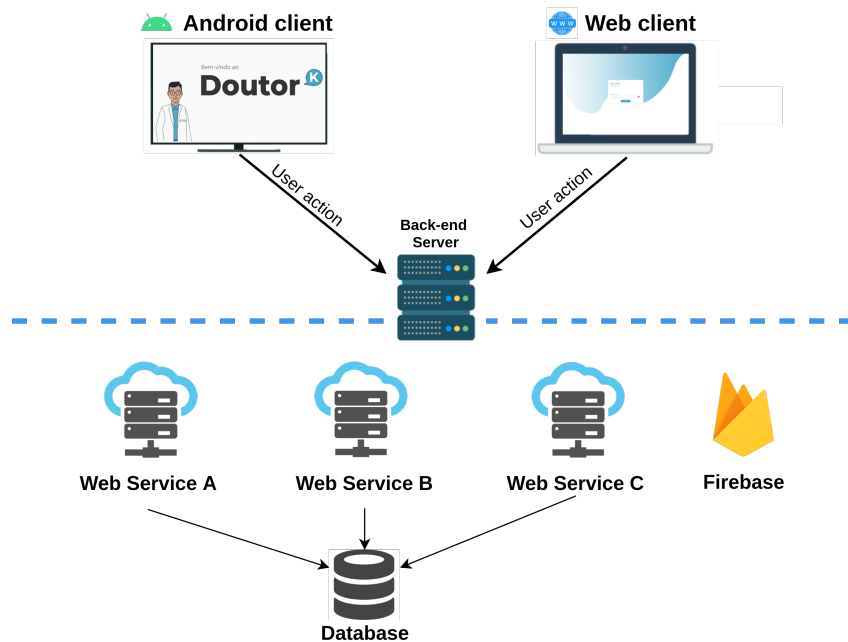 Android client
Web client
WWW
Bem-vindo ao
Doutor K
User action
User action
Back-end
Server
Web Service A
Web Service B
Web Service C
Firebase
Database